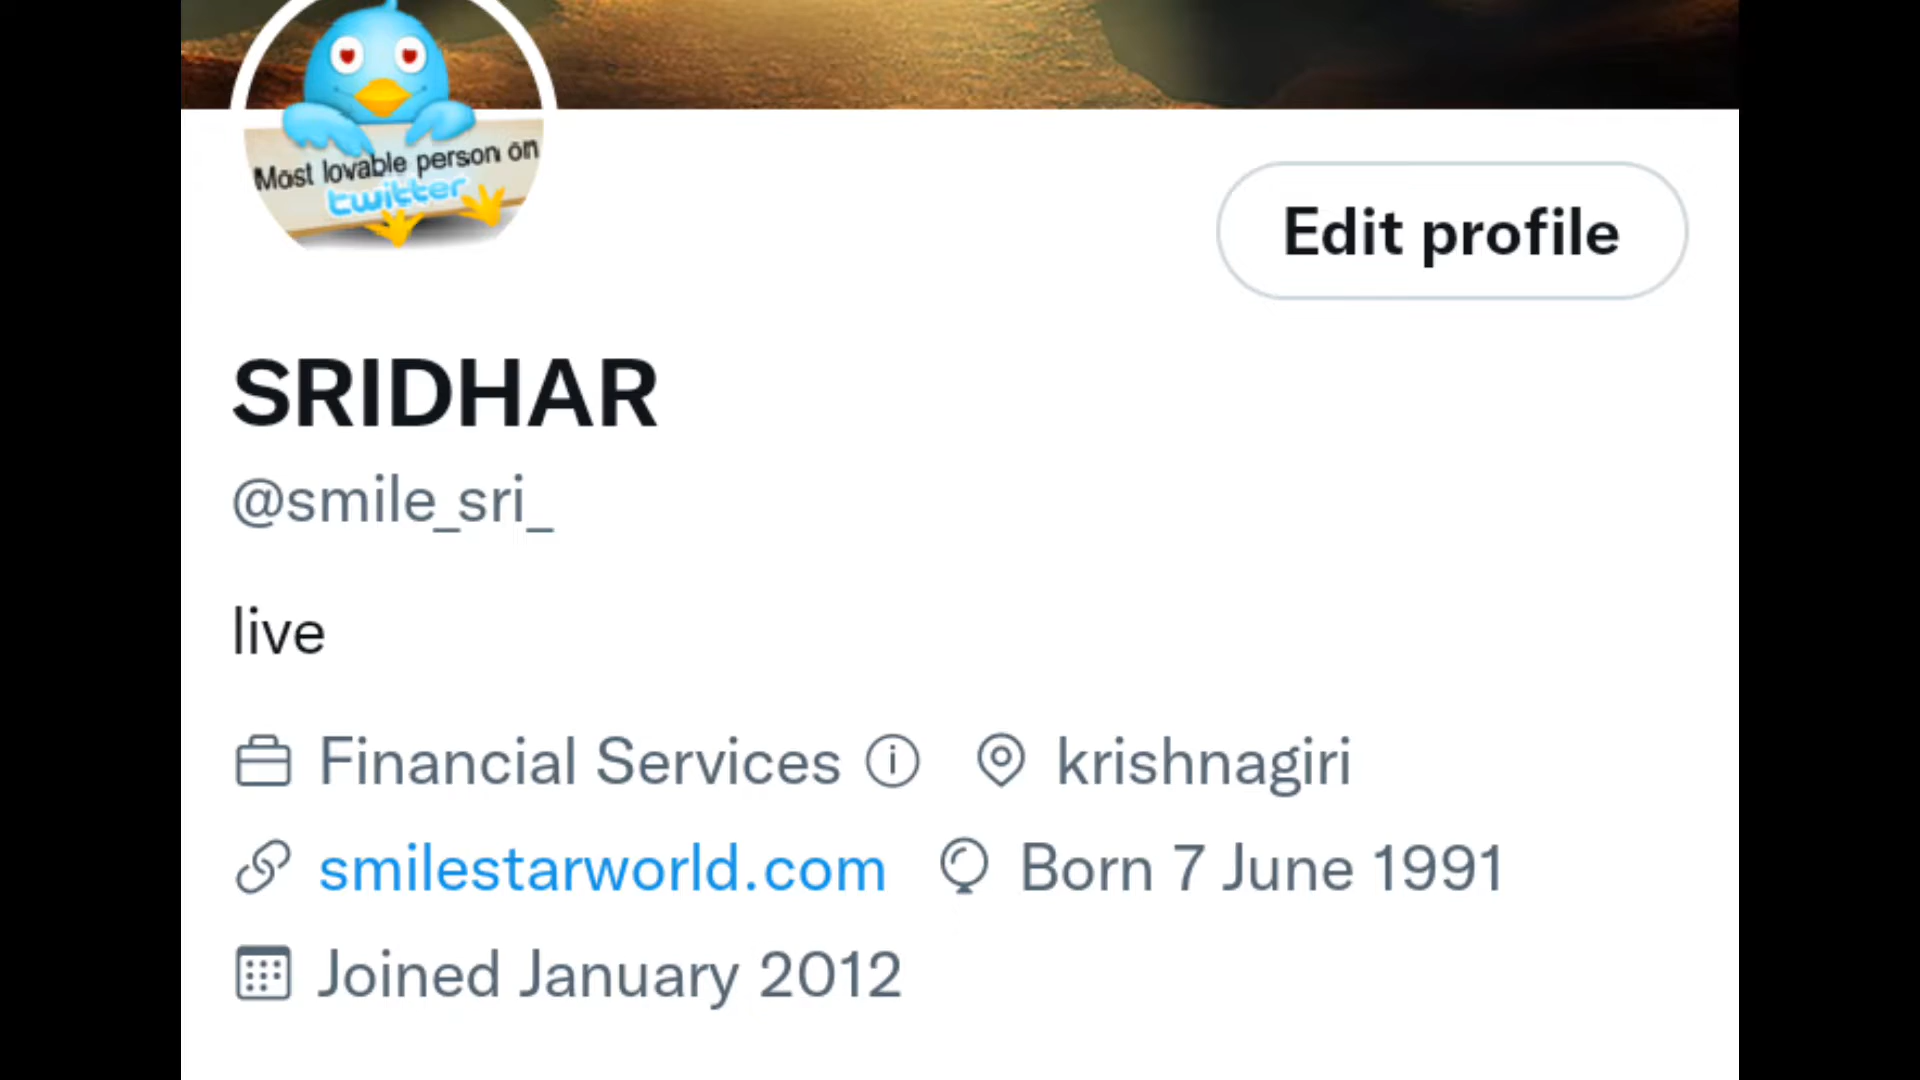 Most lovable person on
twitter
Edit profile
SRIDHAR
@smile_sri_
live
Financial Services krishnagiri
smilestarworld.com Born 7 June 1991
Joined January 2012